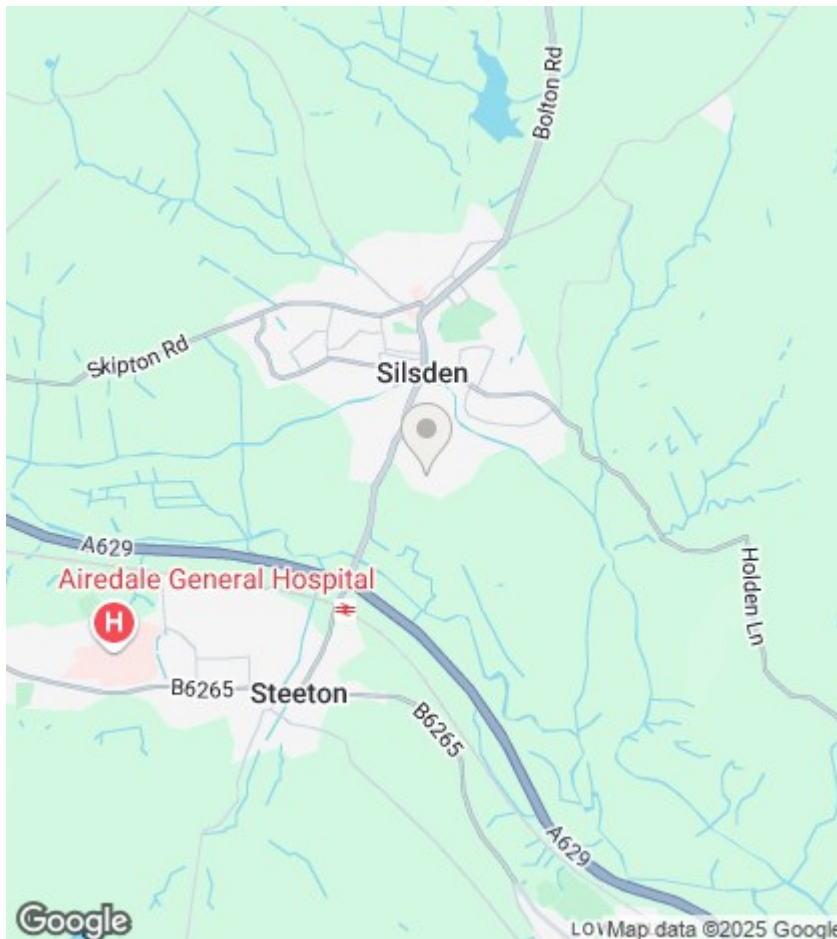 Bolton Rd
Skipton Rd
Silsden
A629
Airedale General Hospital
H
Holden Ln
B6265
Steeton
B6265
A629
Google
LOW
Map data ©2025 Google